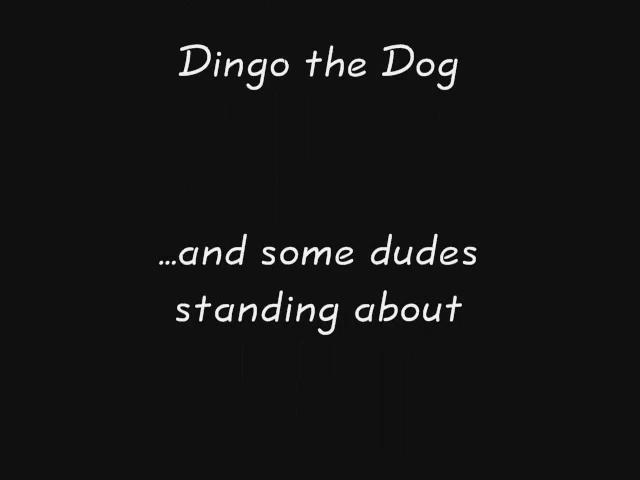 Dingo the Dog
...and some dudes
standing about